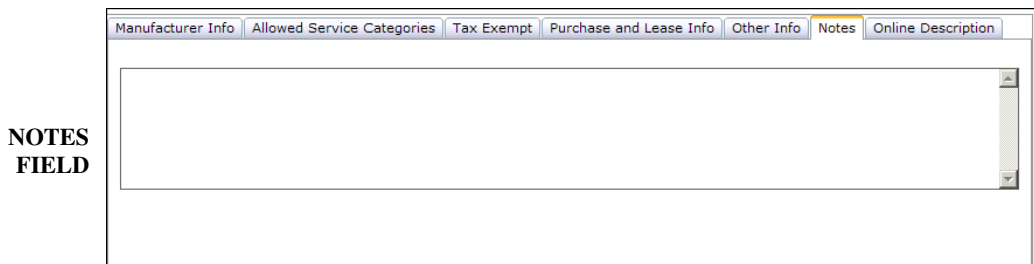 Manufacturer Info Allowed Service Categories Tax Exempt Purchase and Lease Info Other Info Notes Online Description
NOTES
FIELD